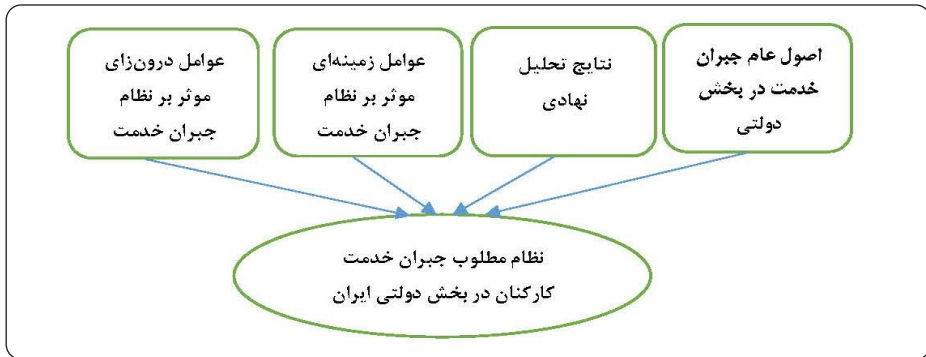 اصول عام جبران
خدمت در بخش
دولتی
نتایج تحلیل
نهادی
عوامل زمینه‌ای
موثر بر نظام
جبران خدمت
عوامل درون‌زای
موثر بر نظام
جبران خدمت
نظام مطلوب جبران خدمت
کارکنان در بخش دولتی ایران